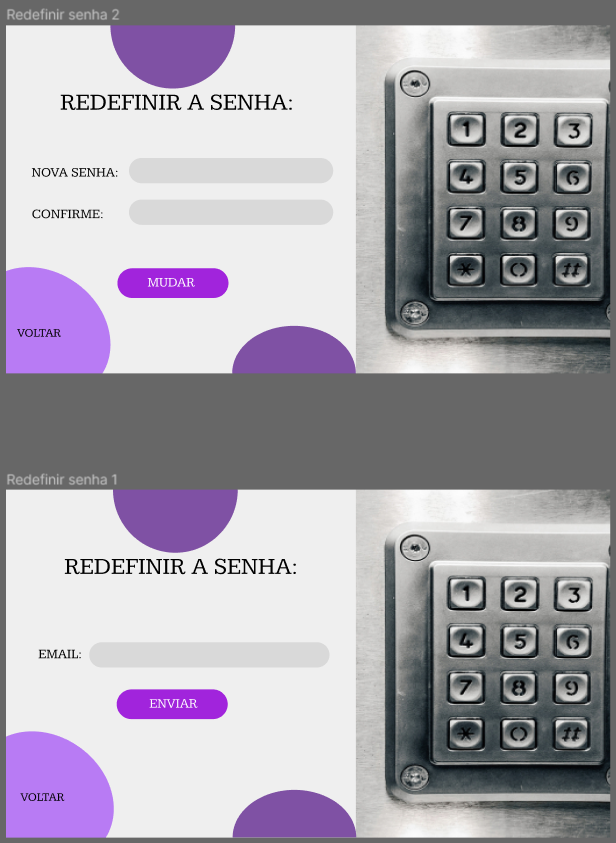 Redefinir senha 2
REDEFINIR A SENHA:
NOVA SENHA:
CONFIRME:
MUDAR
VOLTAR
1 2 3
4 5 6
7 8 9
* 0 #
Redefinir senha 1
REDEFINIR A SENHA:
EMAIL:
ENVIAR
VOLTAR
1 2 3
4 5 6
7 8 9
* 0 #